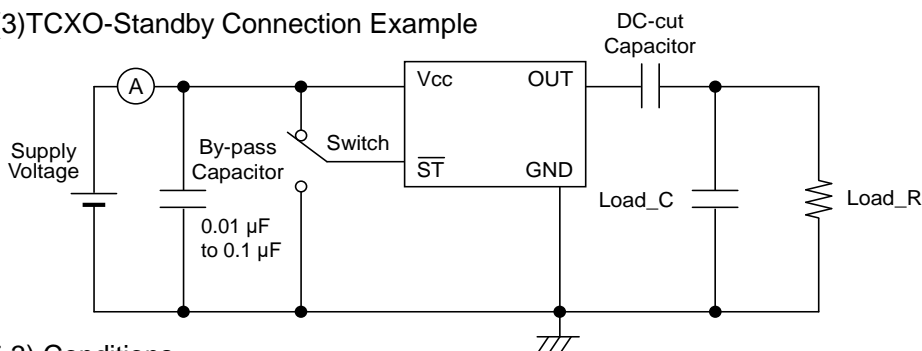 (3)TCXO-Standby Connection Example
DC-cut
Capacitor
A
Vcc
OUT
By-pass
Capacitor
Switch
Supply
Voltage
ST
GND
Load_C
Load_R
0.01 µF
to 0.1 µF
2) Conditions